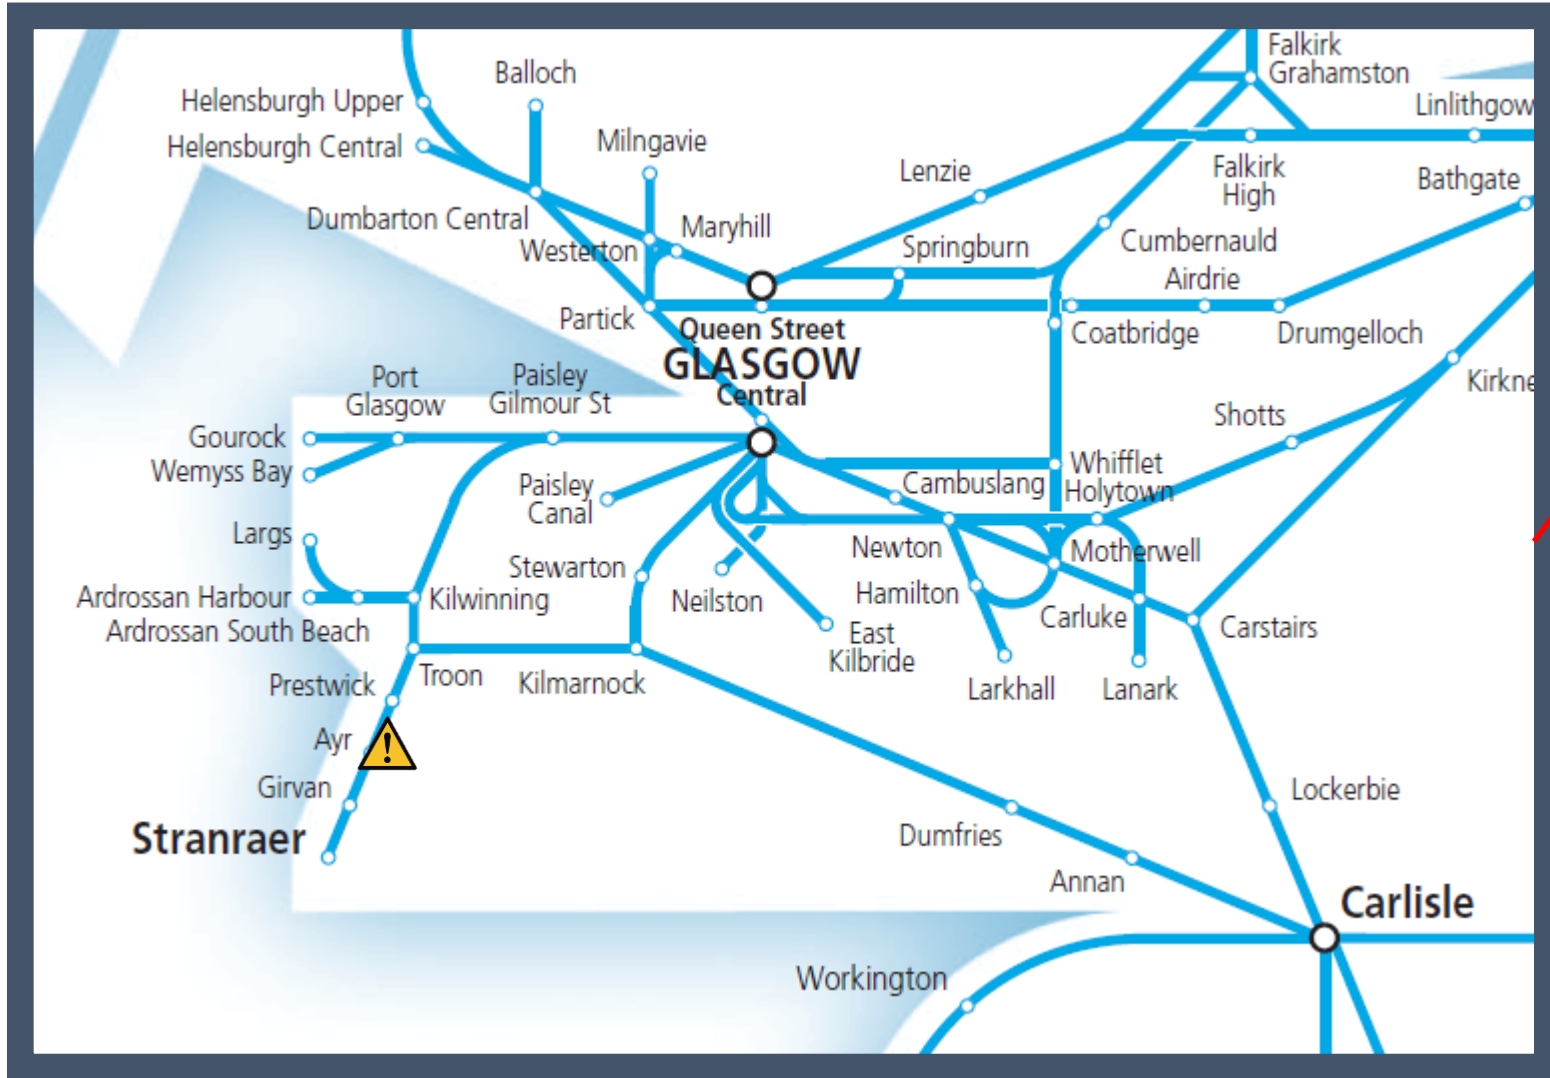 Falkirk
Grahamston
Balloch
Helensburgh Upper
Linlithgow
Milngavie
Helensburgh Central
Lenzie
Falkirk
High
Bathgate
Dumbarton Central
Maryhill
Westerton
Springburn
Cumbernauld
Airdrie
Partick
Queen Street
GLASGOW
Central
Coatbridge
Drumgelloch
Port
Glasgow
Paisley
Gilmour St
Kirkne
Shotts
Gourock
Wemyss Bay
Paisley
Canal
Cambuslang
Whifflet
Holytown
Largs
Newton
Motherwell
Stewarton
Neilston
Hamilton
Ardrossan Harbour
Kilwinning
Ardrossan South Beach
Carluke
Carstairs
East
Kilbride
Prestwick
Troon
Kilmarnock
Larkhall
Lanark
Ayr
!
Girvan
Lockerbie
Stranraer
Dumfries
Annan
Carlisle
Workington